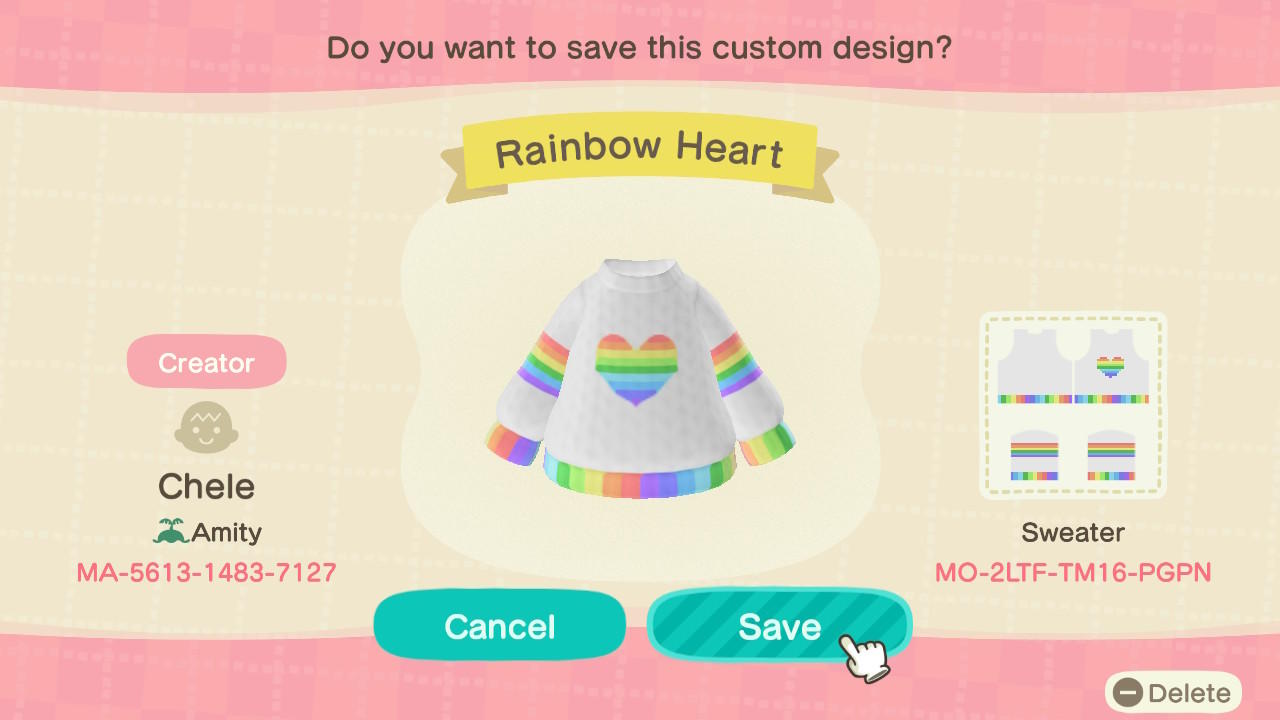 Do you want to save this custom design?
Rainbow Heart
Creator
Chele
Amity
MA-5613-1483-7127
Sweater
MO-2LTF-TM16-PGPN
Cancel
Save
Delete